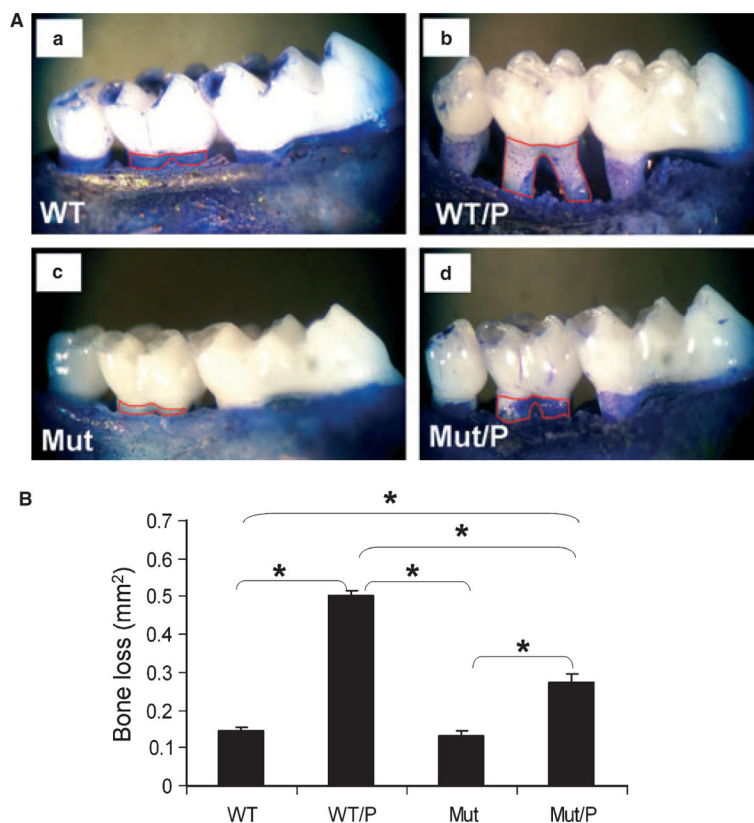 A
a
b
WT
WT/P
c
d
Mut
Mut/P
B
*
*
*
*
*
0.7
0.6
0.5
0.4
0.3
0.2
0.1
0
Bone loss (mm²)
WT WT/P Mut Mut/P